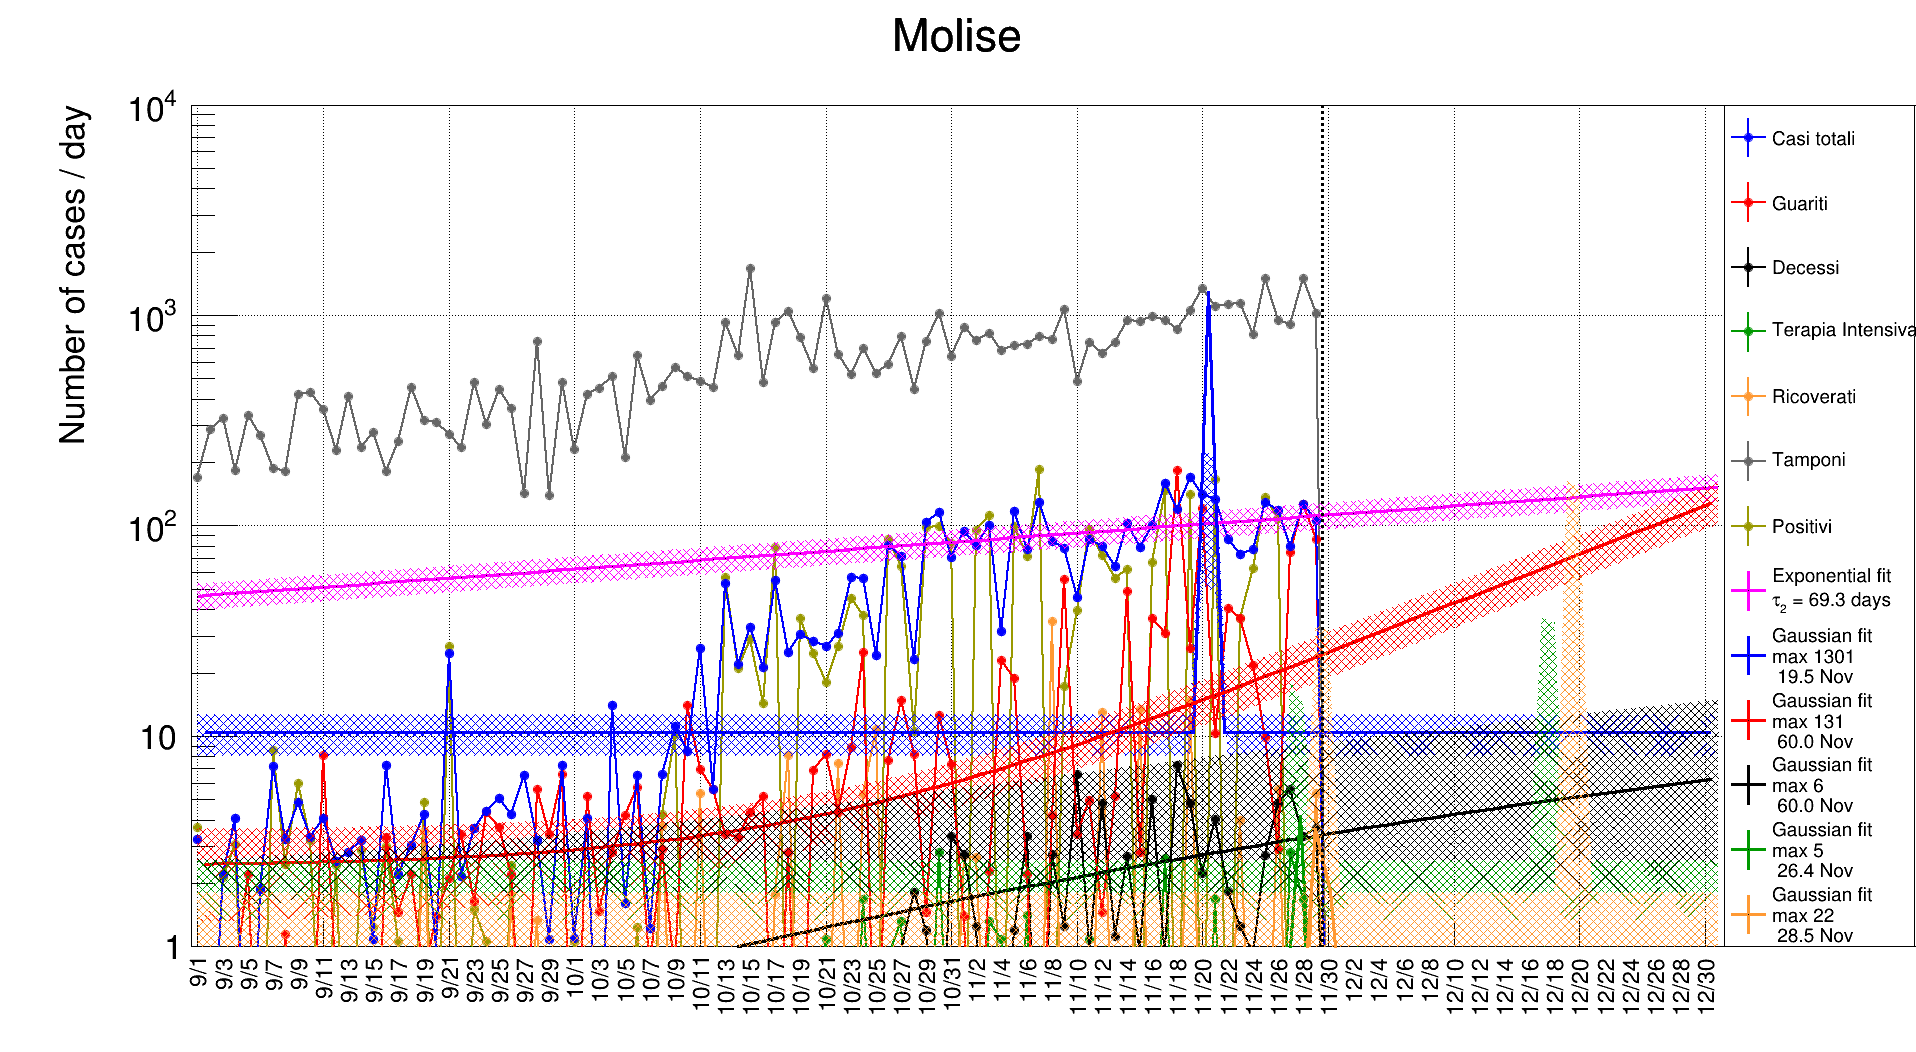 Molise
Number of cases / day
10^4
10^3
10^2
10
1
9/1
9/3
9/5
9/7
9/9
9/11
9/13
9/15
9/17
9/19
9/21
9/23
9/25
9/27
9/29
10/1
10/3
10/5
10/7
10/9
10/11
10/13
10/15
10/17
10/19
10/21
10/23
10/25
10/27
10/29
10/31
11/2
11/4
11/6
11/8
11/10
11/12
11/14
11/16
11/18
11/20
11/22
11/24
11/26
11/28
11/30
12/2
12/4
12/6
12/8
12/10
12/12
12/14
12/16
12/18
12/20
12/22
12/24
12/26
12/28
12/30
Casi totali
Guariti
Decessi
Terapia Intensiva
Ricoverati
Tamponi
Positivi
Exponential fit
τ2 = 69.3 days
Gaussian fit
max 1301
19.5 Nov
Gaussian fit
max 131
60.0 Nov
Gaussian fit
max 6
60.0 Nov
Gaussian fit
max 5
26.4 Nov
Gaussian fit
max 22
28.5 Nov